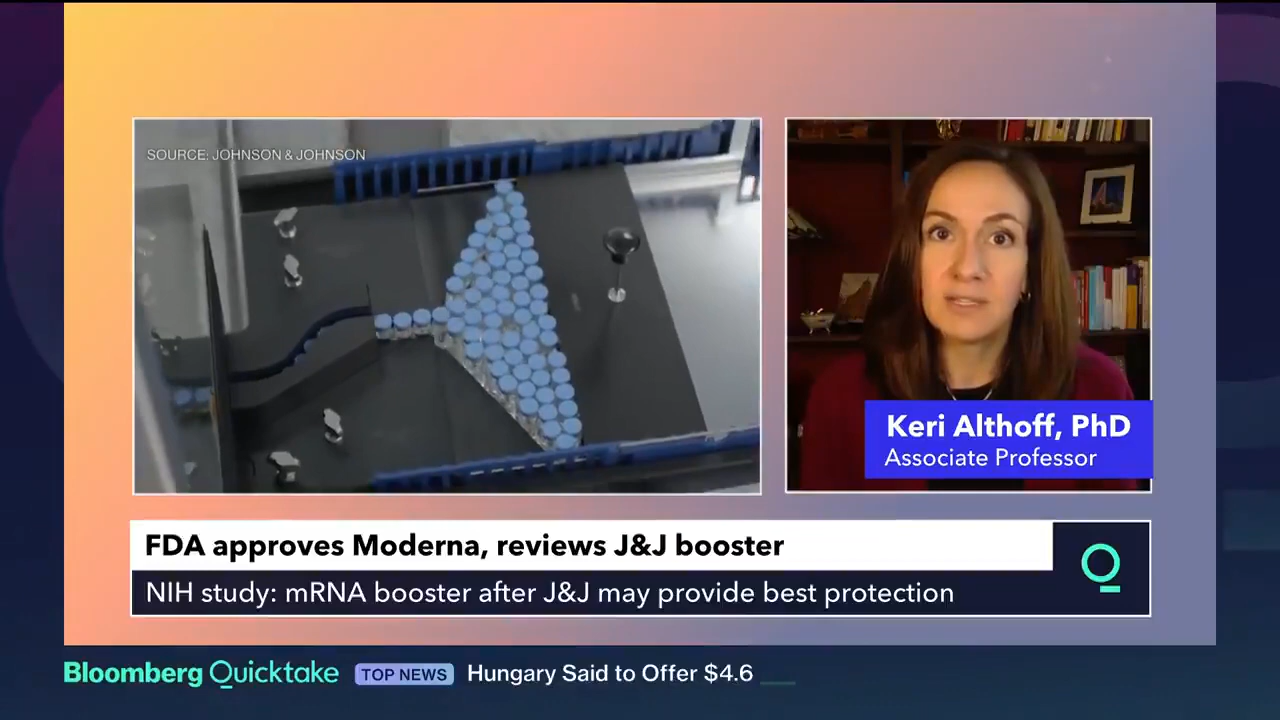 SOURCE: JOHNSON & JOHNSON
Keri Althoff, PhD
Associate Professor
FDA approves Moderna, reviews J&J booster
NIH study: mRNA booster after J&J may provide best protection
Bloomberg Quicktake TOP NEWS Hungary Said to Offer $4.6